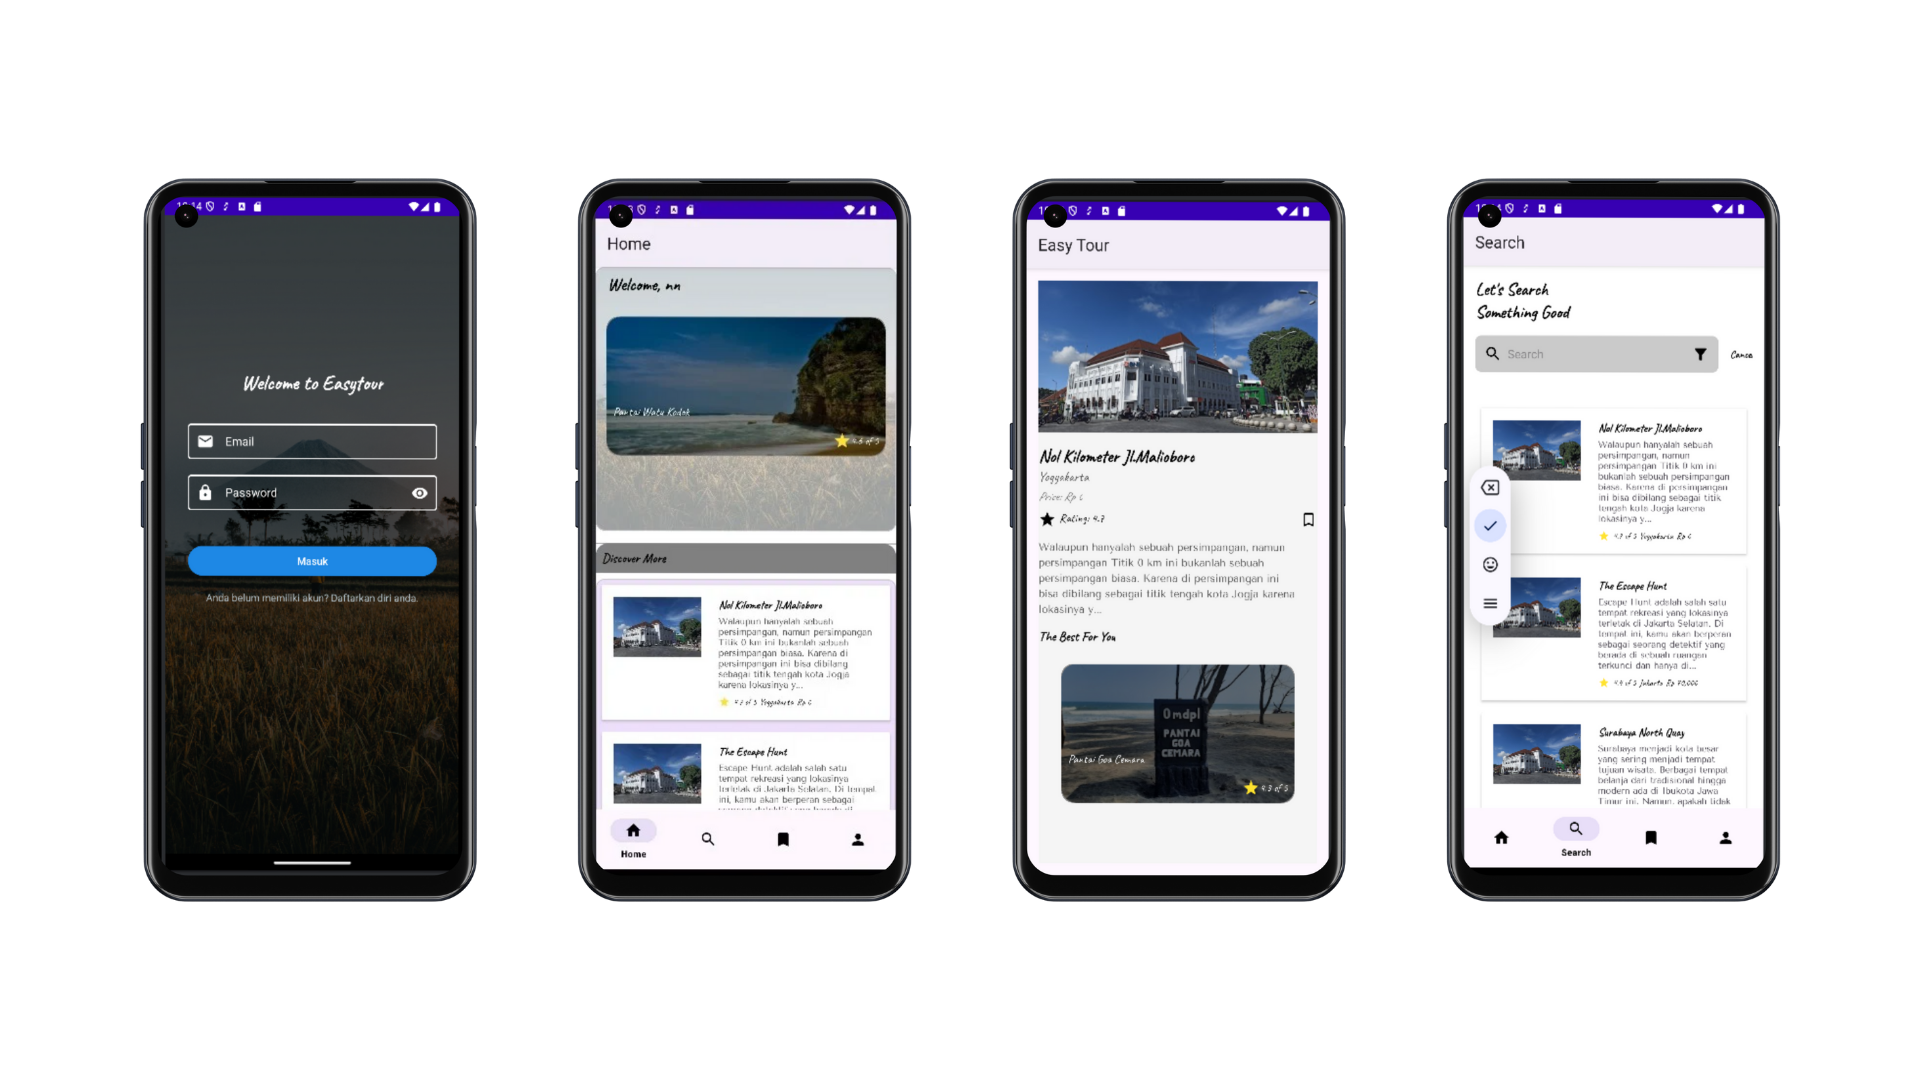 Welcome to Easytour
Email
Password
Masuk
Anda belum memiliki akun? Daftarkan diri anda.
Home
Welcome, nn
Pantai Watu Kodok
of 5
Discover More
Nol Kilometer Jl.Malioboro
Walaupun hanyalah sebuah
persimpangan, namun persimpangan
Titik 0 km ini bukanlah sebuah
persimpangan biasa. Karena di
persimpangan ini bisa dibilang
sebagai titik tengah kota Jogja
karena lokasinya y...
4.7 of 5 Yogyakarta Rp
The Escape Hunt
Escape Hunt adalah salah satu
tempat rekreasi yang lokasinya
terletak di Jakarta Selatan. Di tempat
ini, kamu akan berperan sebagai
Home
Easy Tour
Nol Kilometer Jl.Malioboro
Yogyakarta
Price: Rp
Rating: 4.7
Walaupun hanyalah sebuah persimpangan, namun
persimpangan Titik 0 km ini bukanlah sebuah
persimpangan biasa. Karena di persimpangan ini
bisa dibilang sebagai titik tengah kota Jogja karena
lokasinya y...
The Best For You
0 mdpl
PANTAI
GOA
CEMARA
Pantai Goa Cemara
of 5
Search
Let's Search
Something Good
Search
Cance
Nol Kilometer Jl.Malioboro
Walaupun hanyalah sebuah
persimpangan, namun
persimpangan Titik 0 km ini
bukanlah sebuah persimpangan
biasa. Karena di persimpangan
ini bisa dibilang sebagai titik
tengah kota Jogja karena
lokasinya y...
4.7 of 5 Yogyakarta Rp
The Escape Hunt
Escape Hunt adalah salah satu
tempat rekreasi yang lokasinya
terletak di Jakarta Selatan. Di
tempat ini, kamu akan berperan
sebagai seorang detektif yang
berada di sebuah ruangan
terkunci dan hanya di...
of 5 Jakarta Rp
Surabaya North Quay
Surabaya menjadi kota besar
yang sering menjadi tempat
tujuan wisata. Berbagai tempat
belanja dari tradisional hingga
modern ada di Ibukota Jawa
Timur ini. Namun, apakah tidak
Search